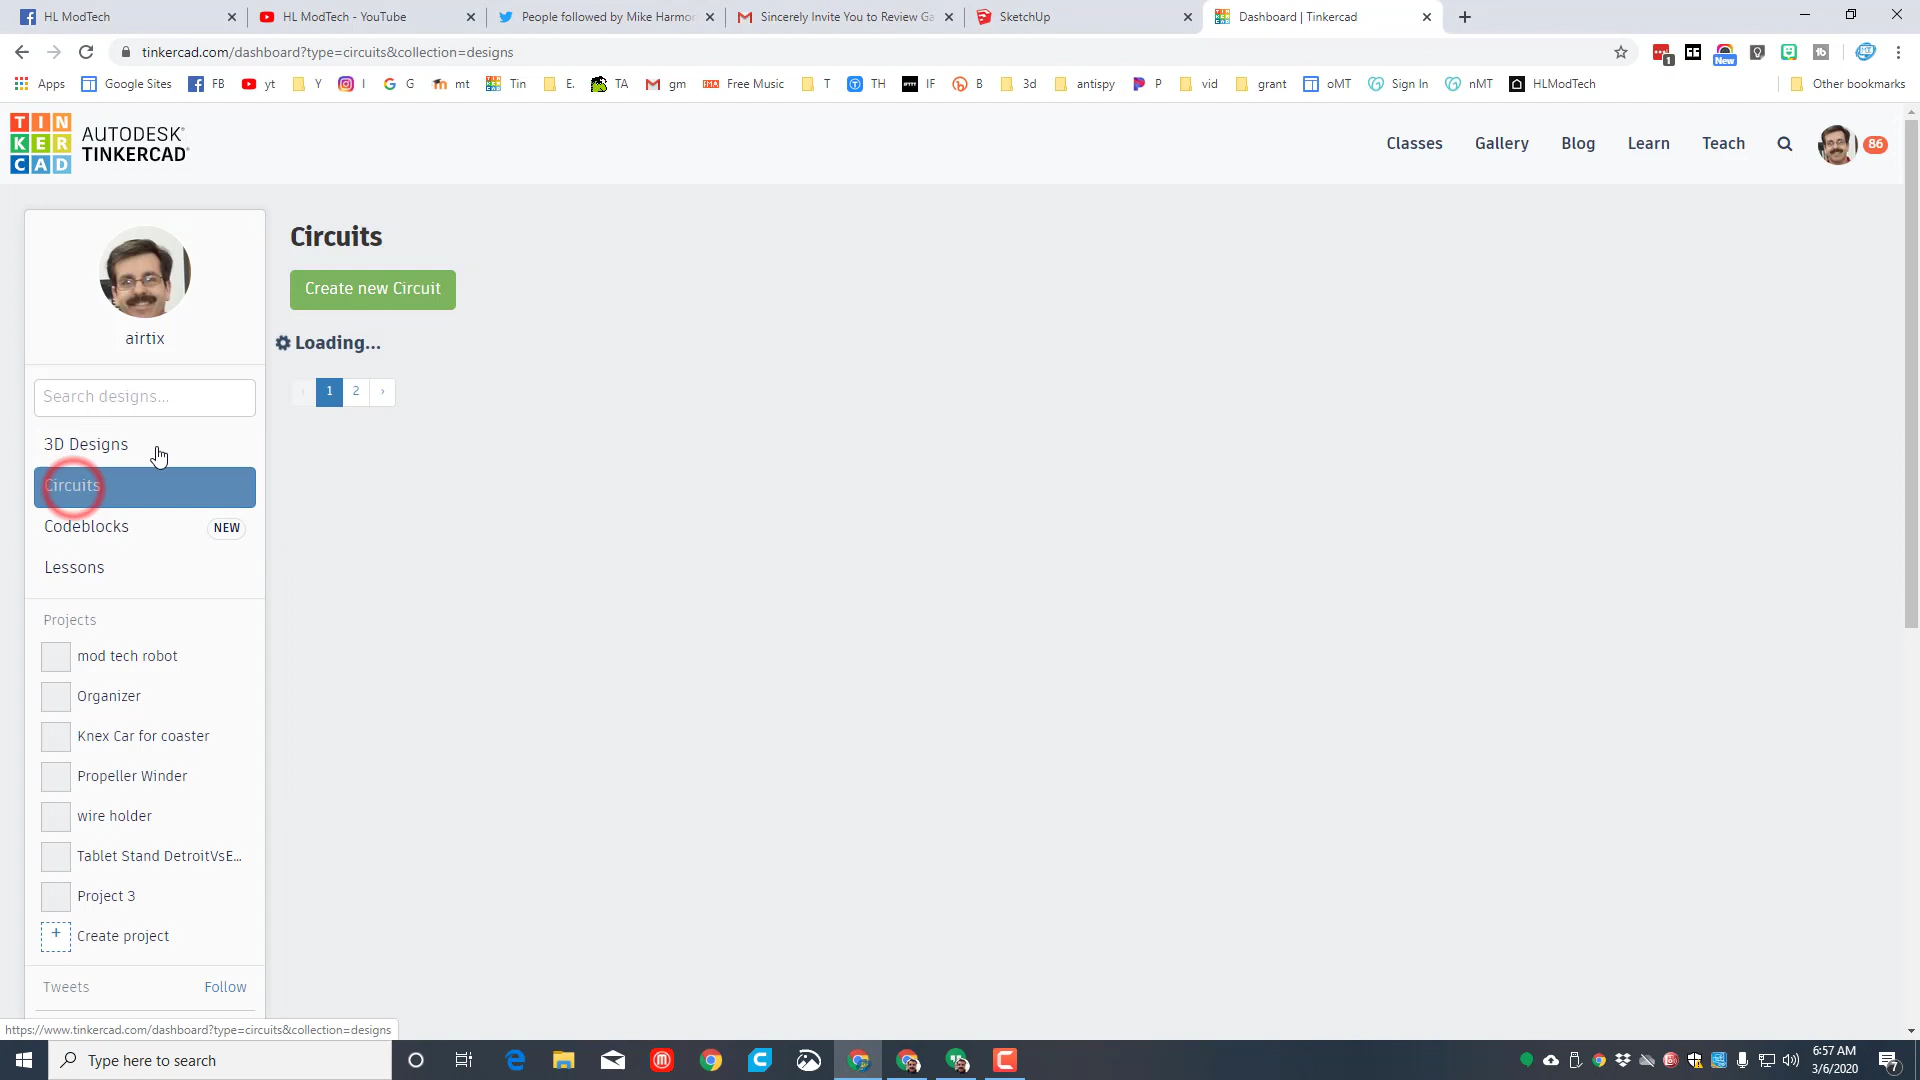 HL ModTech
HL ModTech - YouTube
People followed by Mike Harmor
Sincerely Invite You to Review Ga
SketchUp
Dashboard | Tinkercad
tinkercad.com/dashboard?type=circuits&collection=designs
1
New
Apps
Google Sites
FB
yt
Y
I
G
mt
Tin
E.
TA
gm
Free Music
T
TH
IF
B
3d
antispy
P
vid
grant
oMT
Sign In
nMT
HLModTech
Other bookmarks
TIN
KER
CAD
AUTODESK®
TINKERCAD®
Classes
Gallery
Blog
Learn
Teach
86
airtix
Search designs...
3D Designs
Circuits
Codeblocks
NEW
Lessons
Projects
mod tech robot
Organizer
Knex Car for coaster
Propeller Winder
wire holder
Tablet Stand DetroitVsE...
Project 3
+ Create project
Tweets
Follow
Circuits
Create new Circuit
Loading...
‹ 1 2 ›
https://www.tinkercad.com/dashboard?type=circuits&collection=designs
Type here to search
6:57 AM
3/6/2020
7